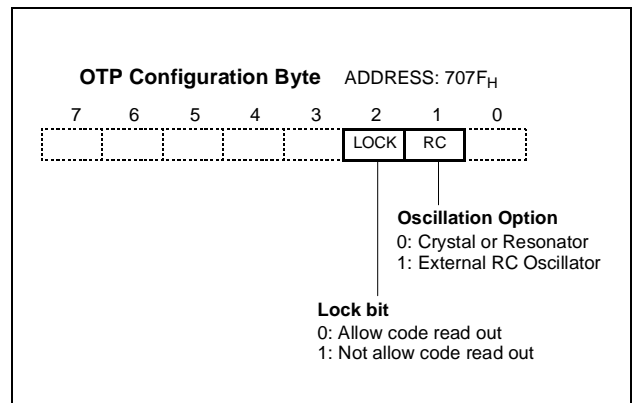 OTP Configuration Byte ADDRESS: 707FH
7 6 5 4 3 2 1 0
LOCK RC
Oscillation Option
0: Crystal or Resonator
1: External RC Oscillator
Lock bit
0: Allow code read out
1: Not allow code read out